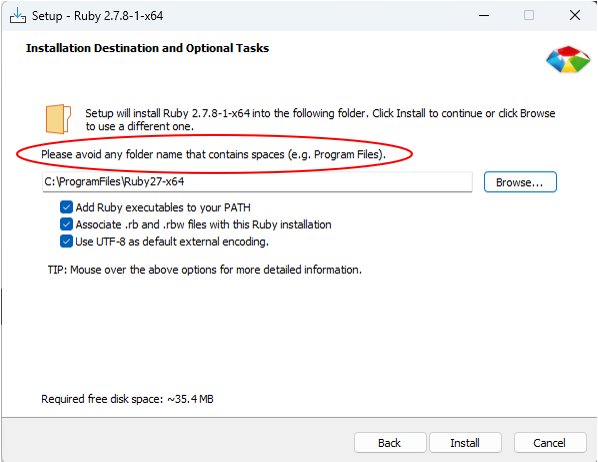 Setup - Ruby 2.7.8-1-x64
Installation Destination and Optional Tasks
Setup will install Ruby 2.7.8-1-x64 into the following folder. Click Install to continue or click Browse
to use a different one.
Please avoid any folder name that contains spaces (e.g. Program Files).
C:\ProgramFiles\Ruby27-x64
Browse...
Add Ruby executables to your PATH
Associate .rb and .rbw files with this Ruby installation
Use UTF-8 as default external encoding.
TIP: Mouse over the above options for more detailed information.
Required free disk space: ~35.4 MB
Back
Install
Cancel